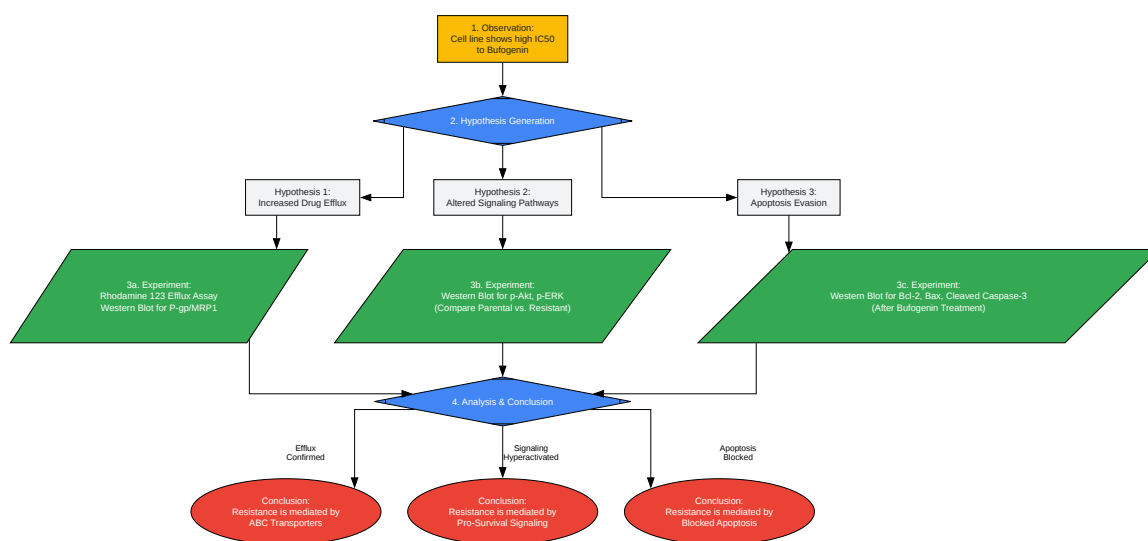 1. Observation:
Cell line shows high IC50
to Bufogenin
2. Hypothesis Generation
Hypothesis 1:
Increased Drug Efflux
Hypothesis 2:
Altered Signaling Pathways
Hypothesis 3:
Apoptosis Evasion
3a. Experiment:
Rhodamine 123 Efflux Assay
Western Blot for P-gp/MRP1
3b. Experiment:
Western Blot for p-Akt, p-ERK
(Compare Parental vs. Resistant)
3c. Experiment:
Western Blot for Bcl-2, Bax, Cleaved Caspase-3
(After Bufogenin Treatment)
4. Analysis & Conclusion
Efflux
Confirmed
Signaling
Hyperactivated
Apoptosis
Blocked
Conclusion:
Resistance is mediated by
ABC Transporters
Conclusion:
Resistance is mediated by
Pro-Survival Signaling
Conclusion:
Resistance is mediated by
Blocked Apoptosis